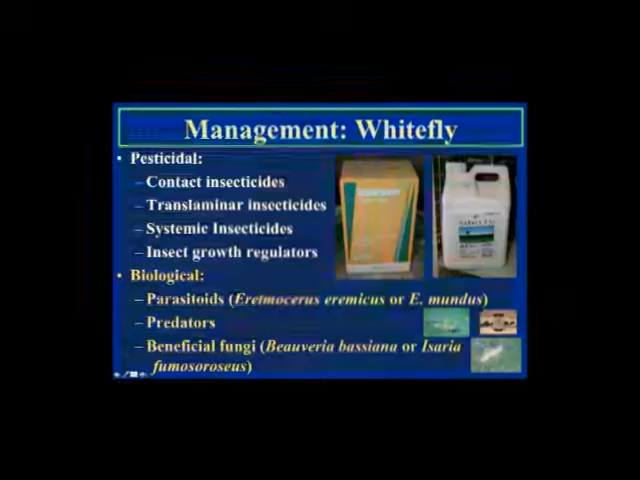 Management: Whitefly
• Pesticidal:
– Contact insecticides
– Translaminar insecticides
– Systemic Insecticides
– Insect growth regulators
• Biological:
– Parasitoids (Eretmocerus eremicus or E. mundus)
– Predators
– Beneficial fungi (Beauveria bassiana or Isaria
fumosoroseus)